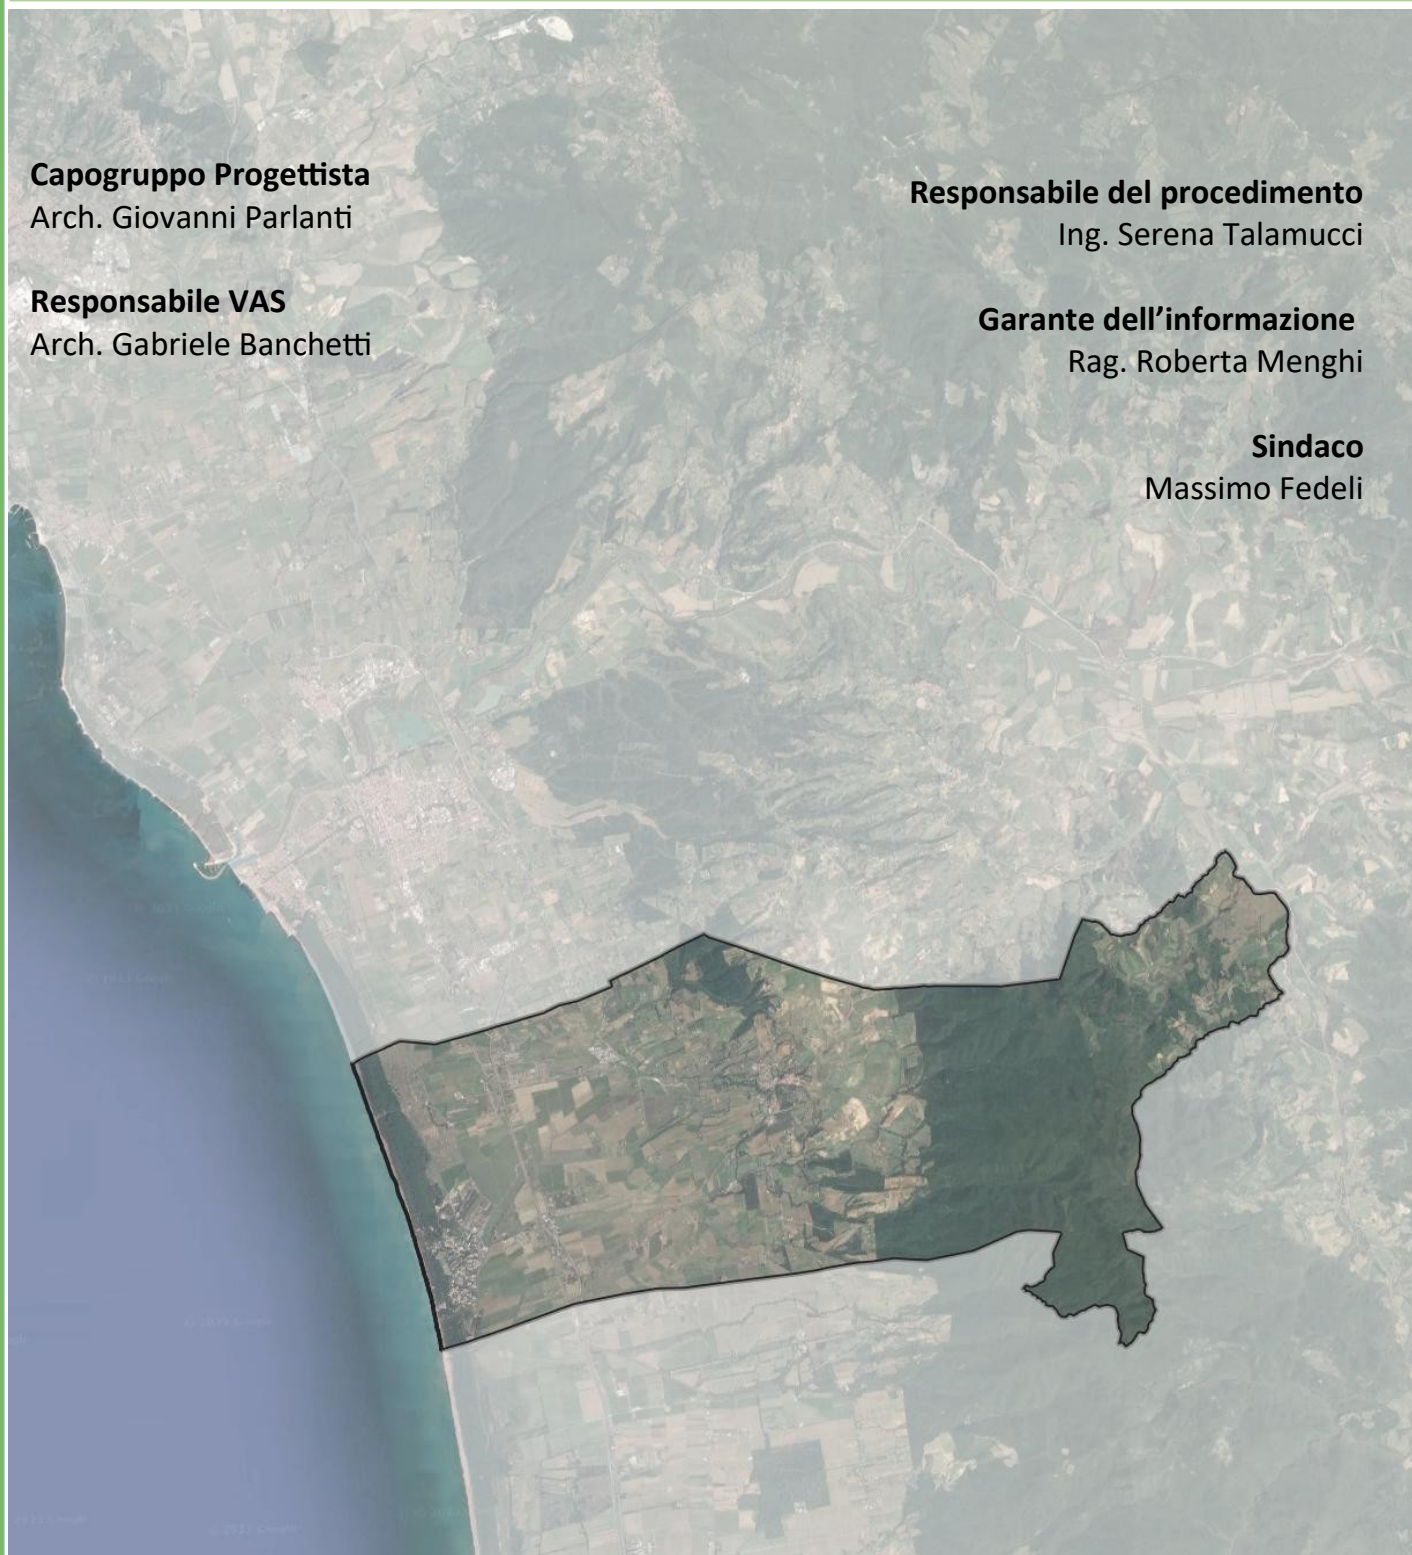 Capogruppo Progettista
Arch. Giovanni Parlanti
Responsabile VAS
Arch. Gabriele Banchetti
Responsabile del procedimento
Ing. Serena Talamucci
Garante dell’informazione
Rag. Roberta Menghi
Sindaco
Massimo Fedeli